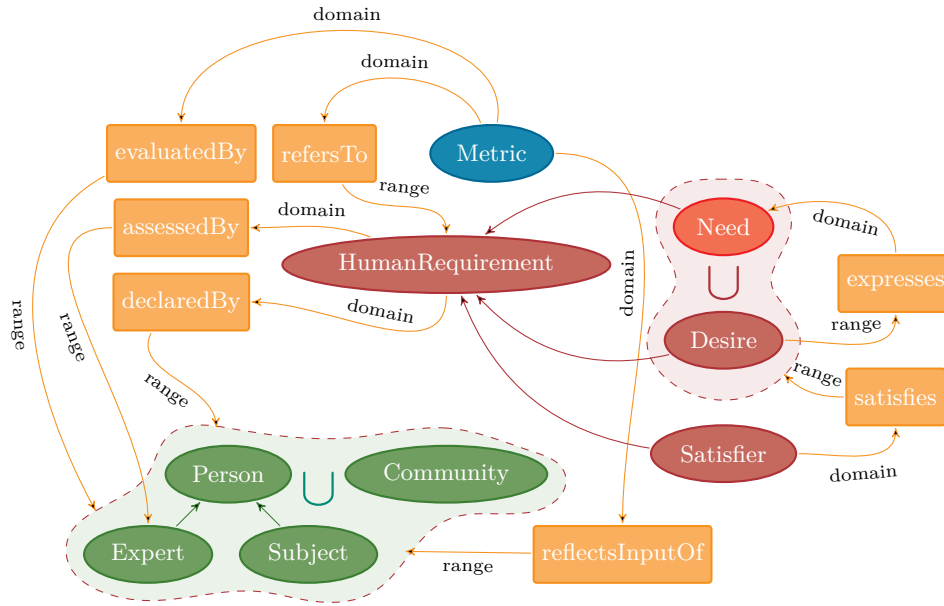 domain
domain
evaluatedBy
refersTo
Metric
range
assessedBy
domain
Need
domain
HumanRequirement
domain
expresses
declaredBy
domain
range
range
Desire
range
range
range
satisfies
Satisfier
domain
Person
Community
Expert
Subject
range
reflectsInputOf